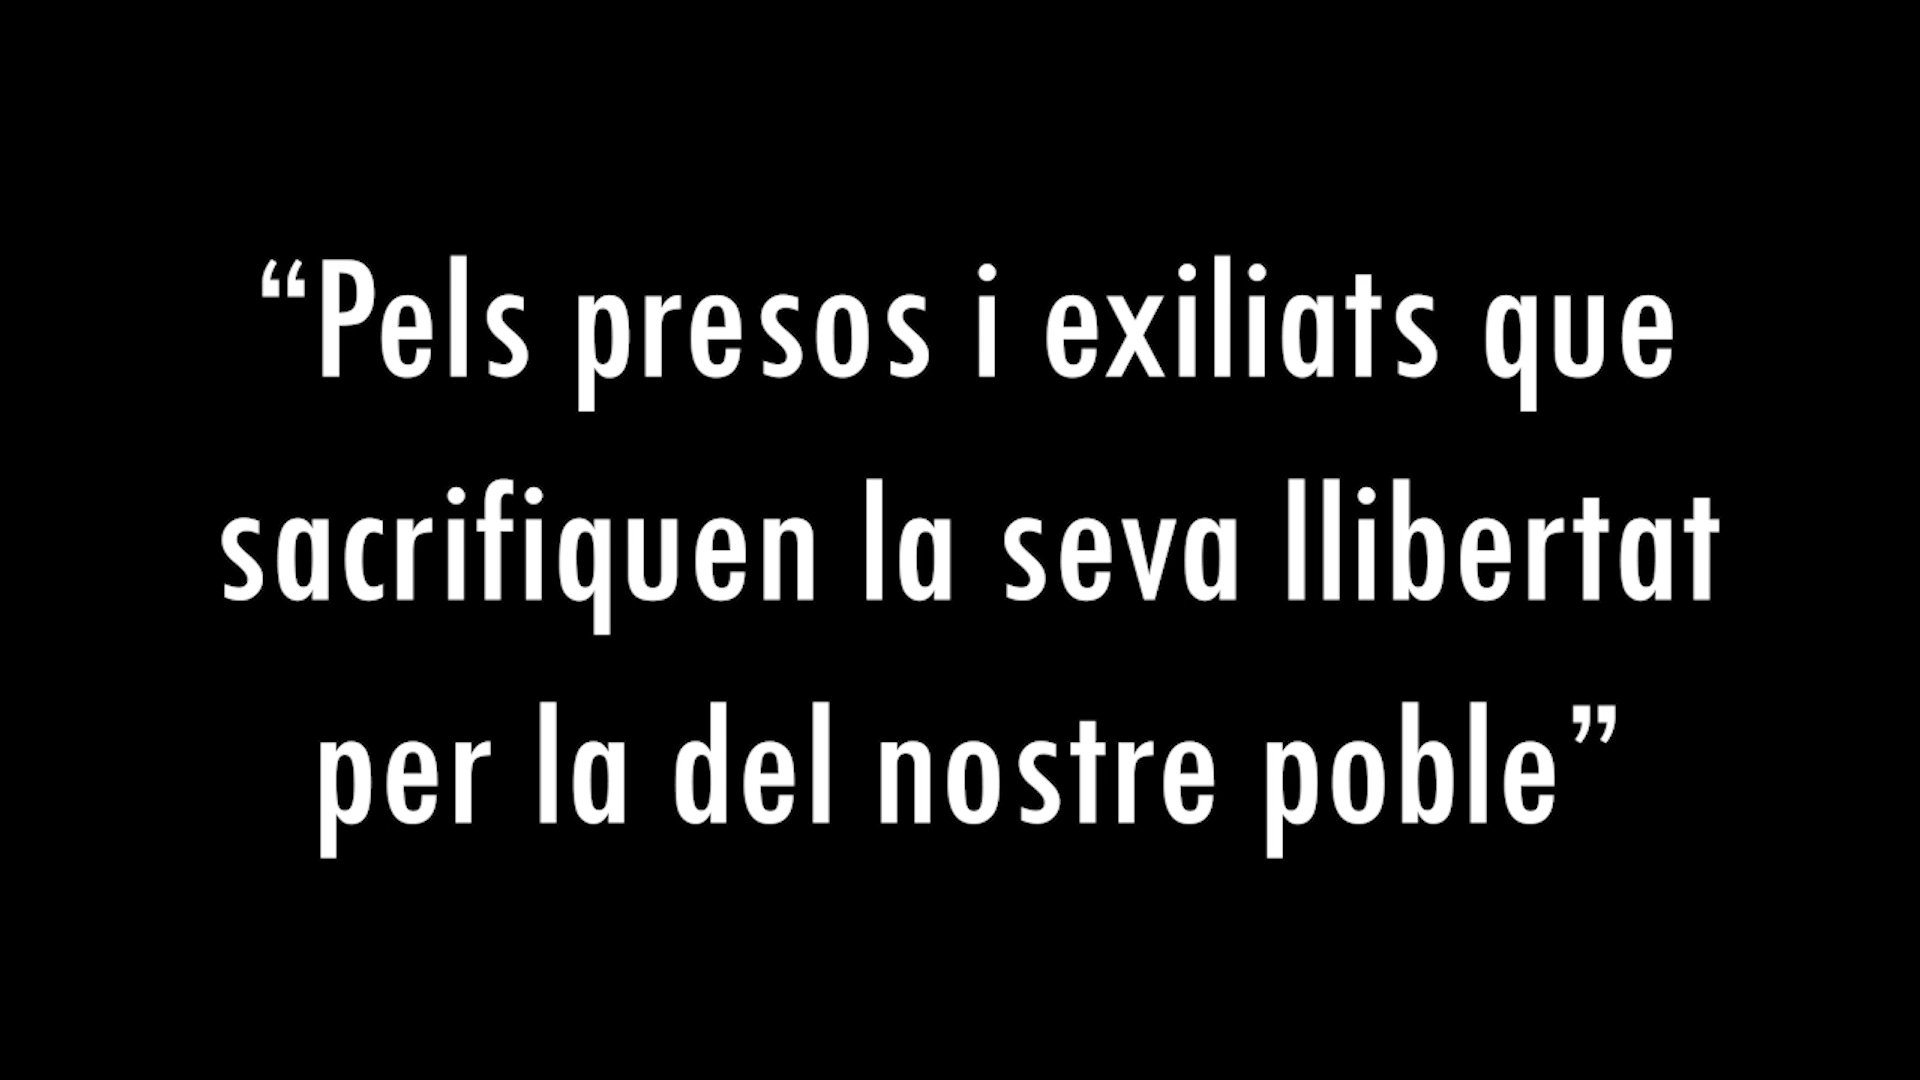 “Pels presos i exiliats que
sacrifiquen la seva llibertat
per la del nostre poble”